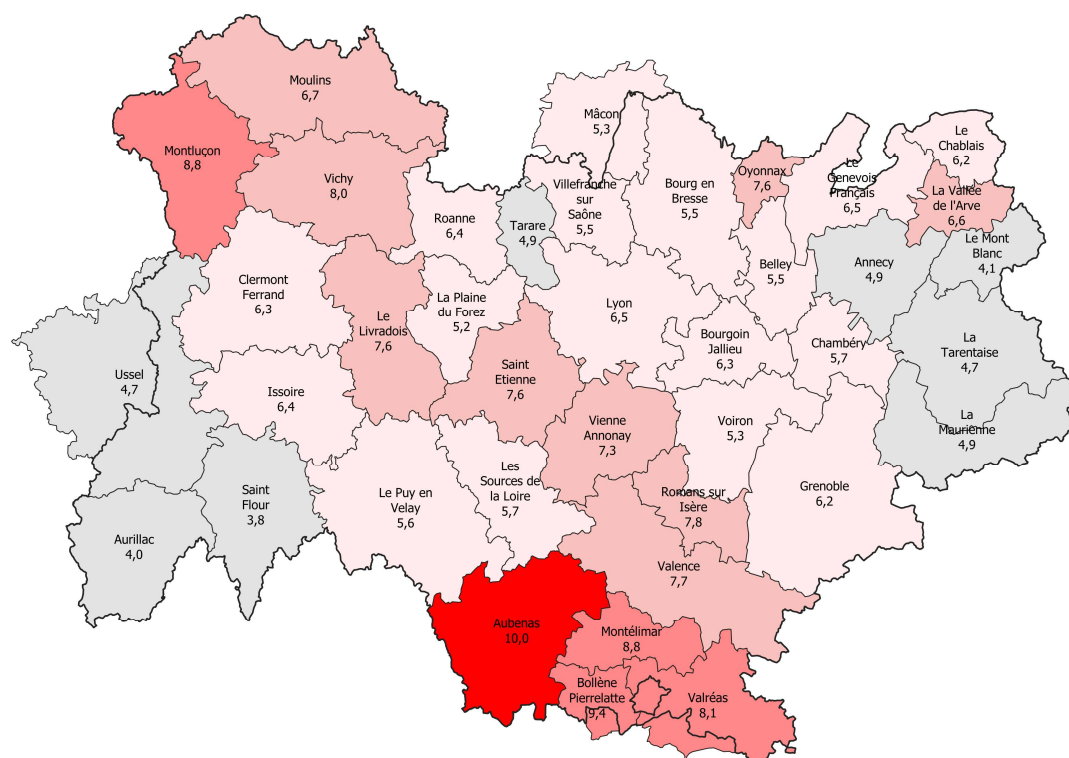 Moulins
6,7
Montluçon
8,8
Vichy
8,0
Mâcon
5,3
Le
Chablais
6,2
Le
Genevois
Français
6,5
La Vallée
de l'Arve
6,6
Oyonnax
7,6
Bourg en
Bresse
5,5
Villefranche
sur
Saône
5,5
Tarare
4,9
Roanne
6,4
Le Mont
Blanc
4,1
Annecy
4,9
Belley
5,5
Clermont
Ferrand
6,3
Le
Livradois
7,6
La Plaine
du Forez
5,2
Lyon
6,5
Bourgoin
Jallieu
6,3
Chambéry
5,7
La
Tarentaise
4,7
Ussel
4,7
Issoire
6,4
Saint
Etienne
7,6
Vienne
Annonay
7,3
Voiron
5,3
La
Maurienne
4,9
Saint
Flour
3,8
Le Puy en
Velay
5,6
Les
Sources de
la Loire
5,7
Romans sur
Isère
7,8
Grenoble
6,2
Aurillac
4,0
Valence
7,7
Aubenas
10,0
Montélimar
8,8
Bollène
Pierrelatte
9,4
Valréas
8,1